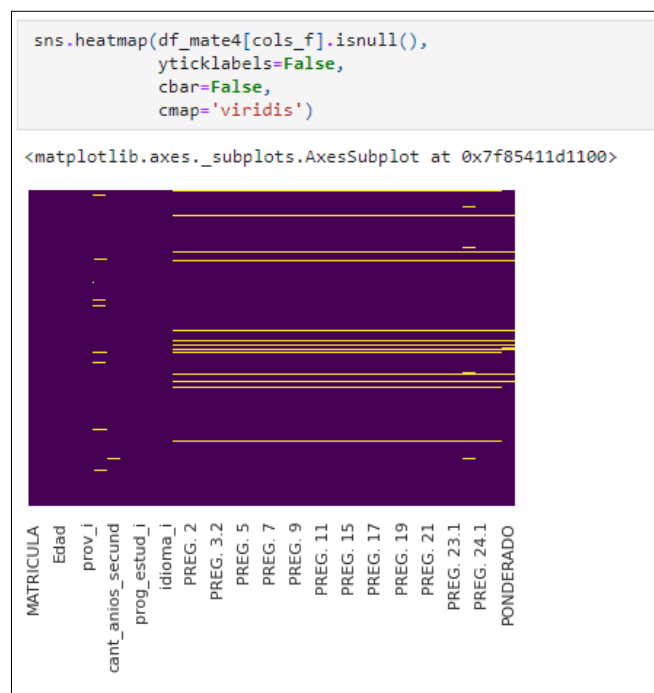 sns.heatmap(df_mate4[cols_f].isnull(),
yticklabels=False,
cbar=False,
cmap='viridis')
<matplotlib.axes._subplots.AxesSubplot at 0x7f85411d1100>
MATRICULA
Edad
prov_i
cant_anios_secund
prog_estud_i
idioma_i
PREG. 2
PREG. 3.2
PREG. 5
PREG. 7
PREG. 9
PREG. 11
PREG. 15
PREG. 17
PREG. 19
PREG. 21
PREG. 23.1
PREG. 24.1
PONDERADO